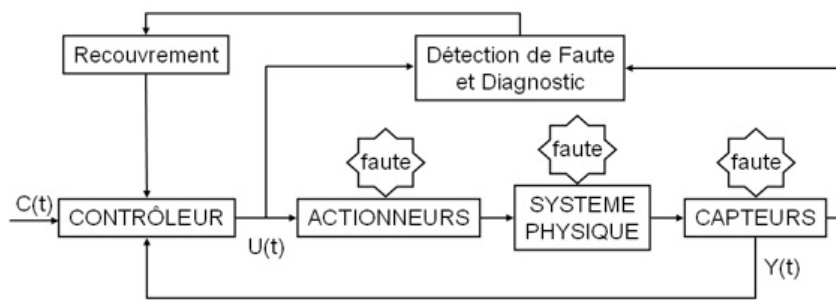 Recouvrement
Détection de Faute
et Diagnostic
faute
faute
faute
C(t)
CONTRÔLEUR
U(t)
ACTIONNEURS
SYSTEME
PHYSIQUE
CAPTEURS
Y(t)